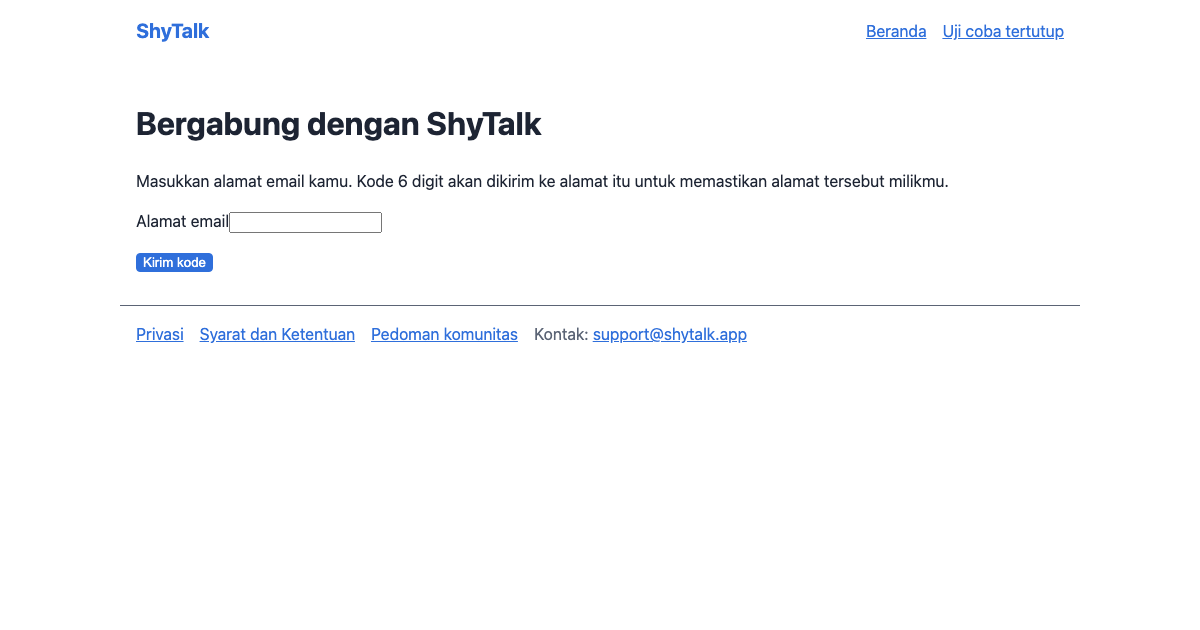 ShyTalk
Beranda Uji coba tertutup
Bergabung dengan ShyTalk
Masukkan alamat email kamu. Kode 6 digit akan dikirim ke alamat itu untuk memastikan alamat tersebut milikmu.
Alamat email
Kirim kode
Privasi Syarat dan Ketentuan Pedoman komunitas Kontak: support@shytalk.app